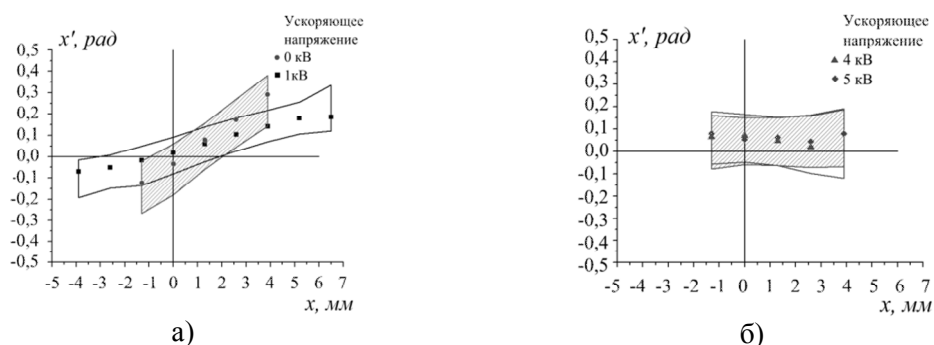 x', рад
Ускоряющее
напряжение
0 кВ
1кВ
0,5
0,4
0,3
0,2
0,1
0,0
-0,1
-0,2
-0,3
-0,4
-0,5
-5 -4 -3 -2 -1 0 1 2 3 4 5 6 7
x, мм
а)
x', рад
Ускоряющее
напряжение
4 кВ
5 кВ
0,5
0,4
0,3
0,2
0,1
0,0
-0,1
-0,2
-0,3
-0,4
-0,5
-5 -4 -3 -2 -1 0 1 2 3 4 5 6 7
x, мм
б)